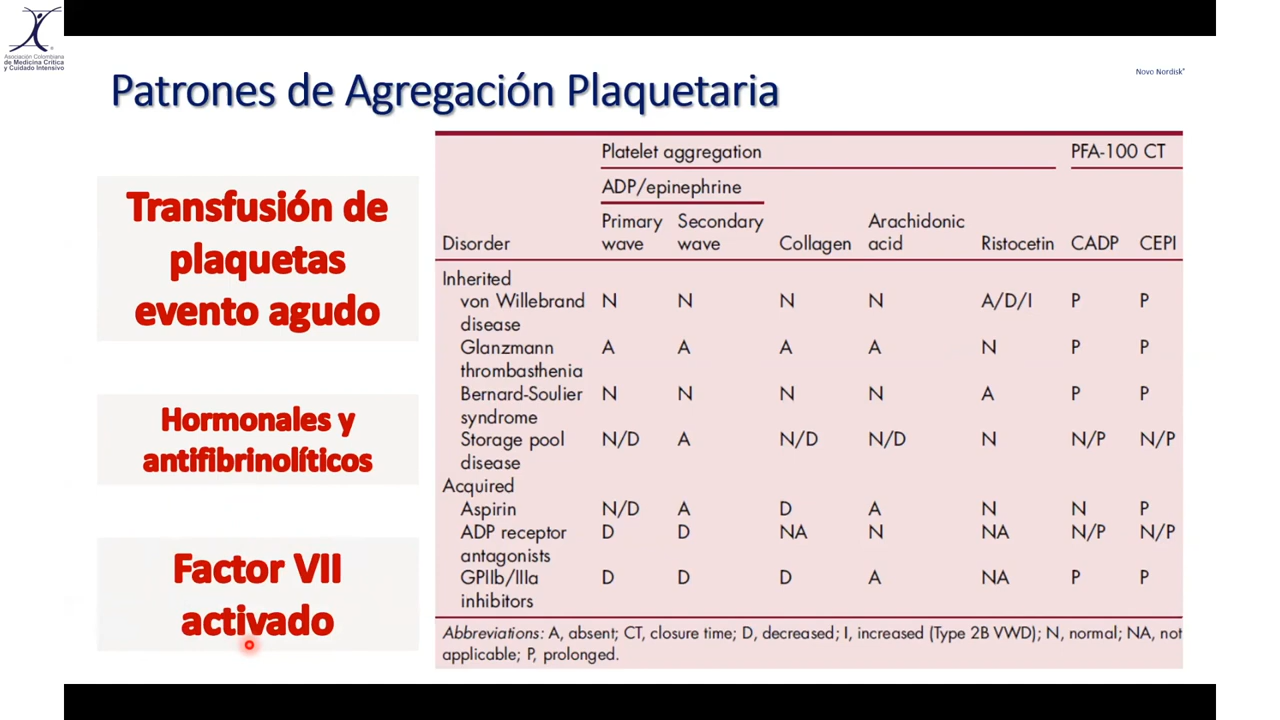 Asociación Colombiana
de Medicina Crítica
y Cuidado Intensivo
Novo Nordisk®
Patrones de Agregación Plaquetaria
Transfusión de
plaquetas
evento agudo
Hormonales y
antifibrinolíticos
Factor VII
activado
Platelet aggregation PFA-100 CT
ADP/epinephrine
Primary Secondary Arachidonic
Disorder wave wave Collagen acid Ristocetin CADP CEPI
Inherited
von Willebrand N N N N A/D/I P P
disease
Glanzmann A A A A N P P
thrombasthenia
Bernard-Soulier N N N N A P P
syndrome
Storage pool N/D A N/D N/D N N/P N/P
disease
Acquired
Aspirin N/D A D A N N P
ADP receptor D D NA N NA N/P N/P
antagonists
GPIIb/IIIa D D D A NA P P
inhibitors
Abbreviations: A, absent; CT, closure time; D, decreased; I, increased (Type 2B VWD); N, normal; NA, not
applicable; P, prolonged.